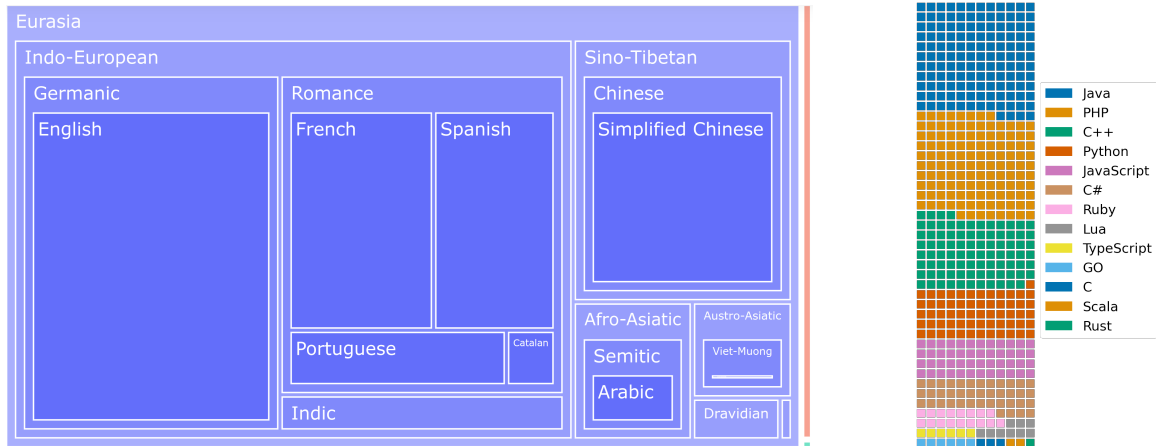 Eurasia
Indo-European
Germanic
English
Romance
French
Spanish
Portuguese
Catalan
Indic
Sino-Tibetan
Chinese
Simplified Chinese
Afro-Asiatic
Semitic
Arabic
Austro-Asiatic
Viet-Muong
Dravidian
Java
PHP
C++
Python
JavaScript
C#
Ruby
Lua
TypeScript
GO
C
Scala
Rust